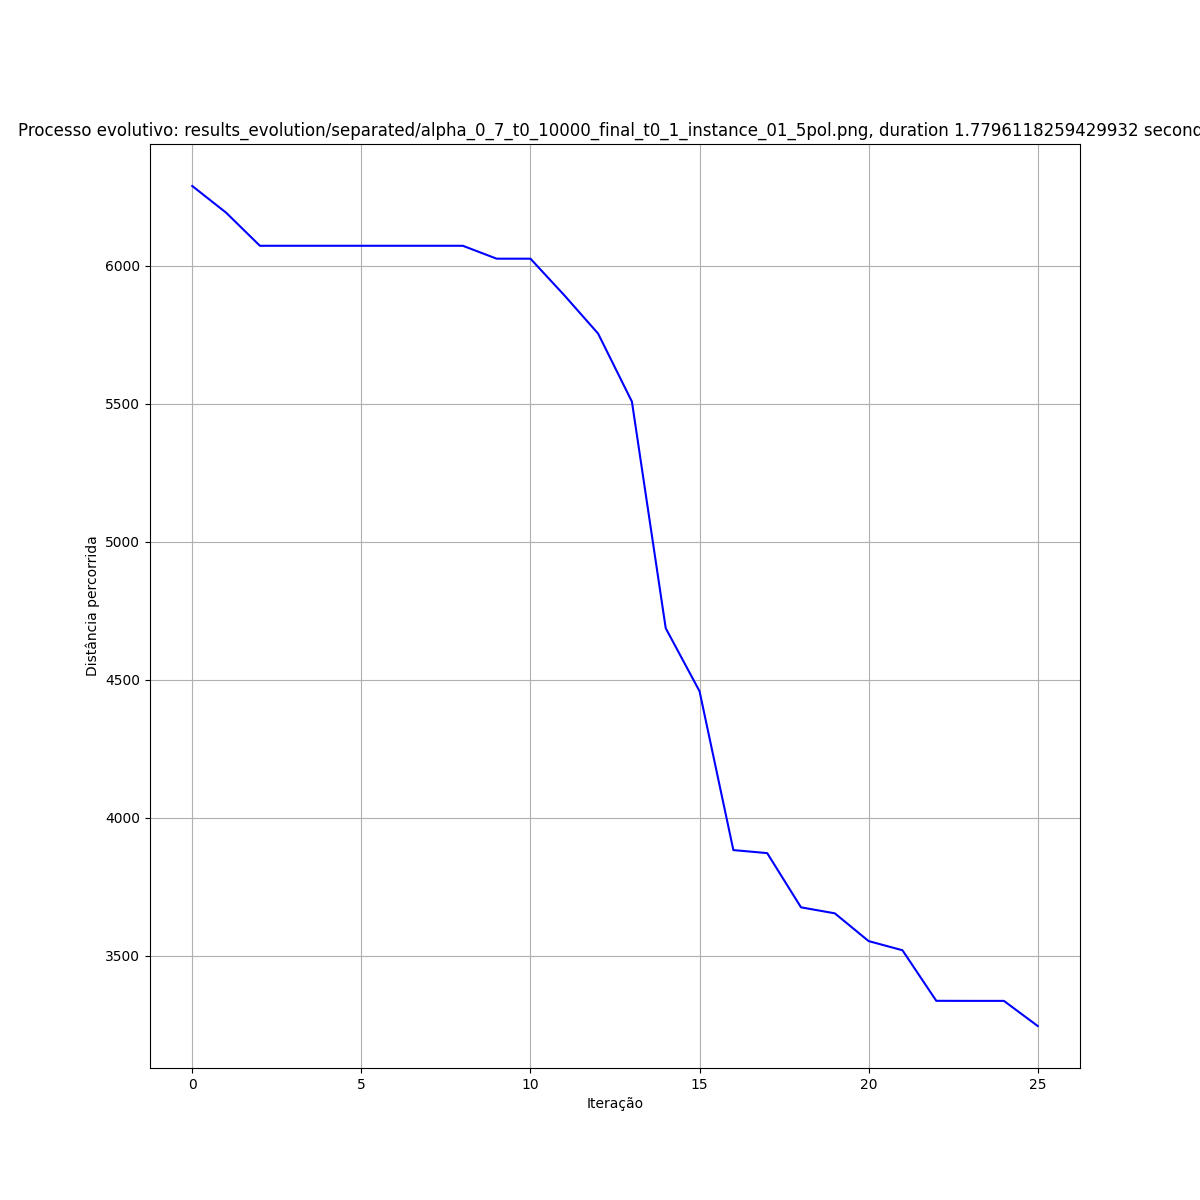 Processo evolutivo: results_evolution/separated/alpha_0_7_t0_10000_final_t0_1_instance_01_5pol.png, duration 1.7796118259429932 second
6000
5500
5000
4500
4000
3500
Distância percorrida
0 5 10 15 20 25
Iteração